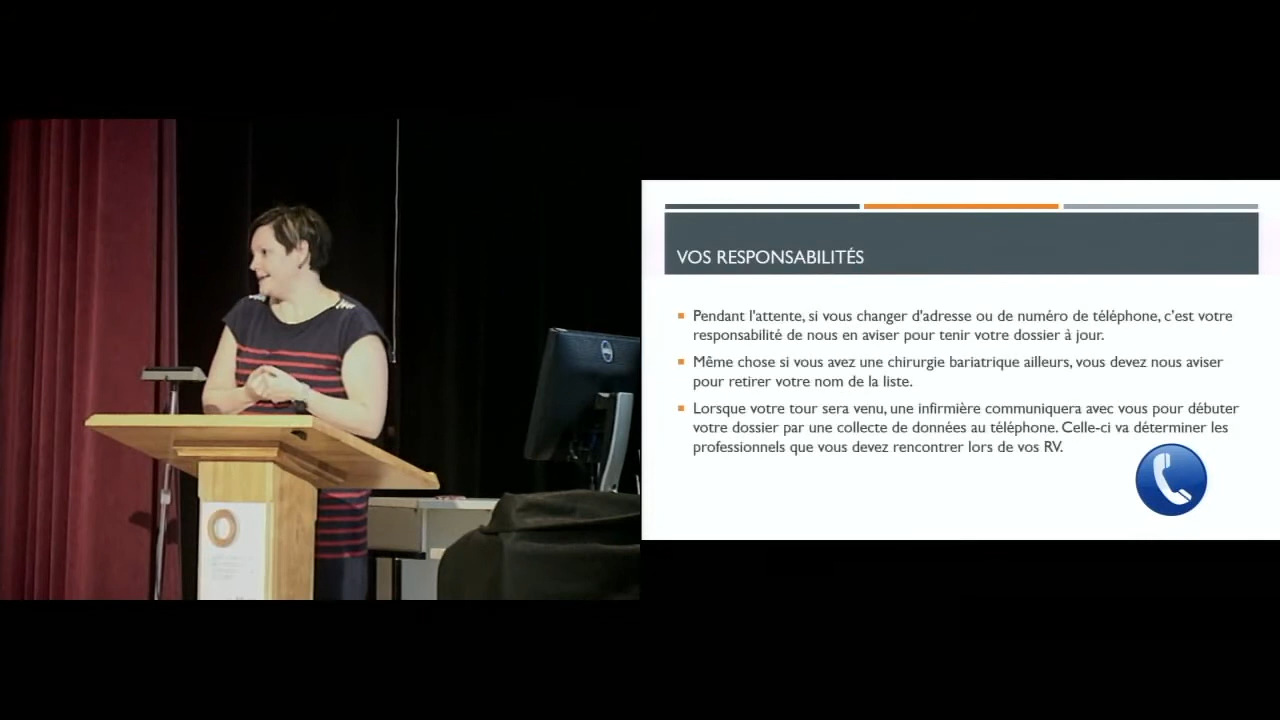 VOS RESPONSABILITÉS
Pendant l'attente, si vous changer d'adresse ou de numéro de téléphone, c'est votre
responsabilité de nous en aviser pour tenir votre dossier à jour.
Même chose si vous avez une chirurgie bariatrique ailleurs, vous devez nous aviser
pour retirer votre nom de la liste.
Lorsque votre tour sera venu, une infirmière communiquera avec vous pour débuter
votre dossier par une collecte de données au téléphone. Celle-ci va déterminer les
professionnels que vous devez rencontrer lors de vos RV.